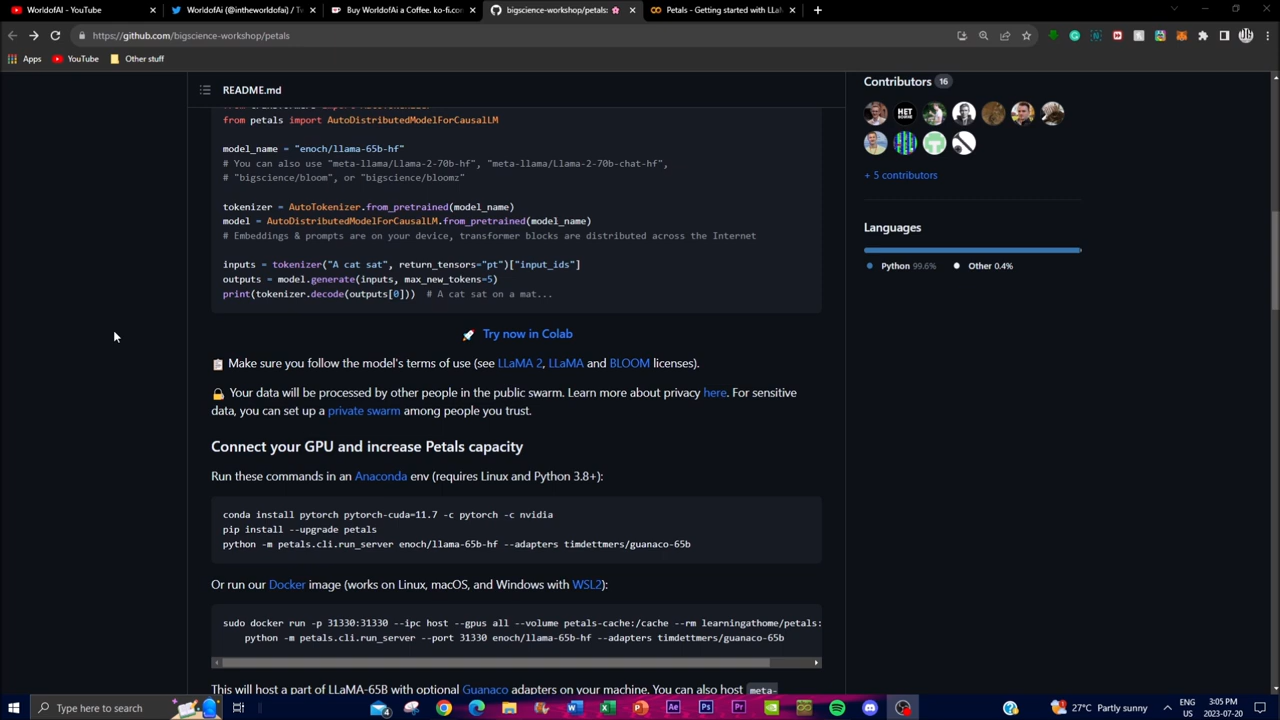 WorldofAI - YouTube
WorldofAi (@intheworldofai) / Tw
Buy WorldofAi a Coffee. ko-fi.com
bigscience-workshop/petals:
Petals - Getting started with LLa
https://github.com/bigscience-workshop/petals
Apps
YouTube
Other stuff
README.md
from petals import AutoDistributedModelForCausalLM
model_name = "enoch/llama-65b-hf"
# You can also use "meta-llama/Llama-2-70b-hf", "meta-llama/Llama-2-70b-chat-hf",
# "bigscience/bloom", or "bigscience/bloomz"
tokenizer = AutoTokenizer.from_pretrained(model_name)
model = AutoDistributedModelForCausalLM.from_pretrained(model_name)
# Embeddings & prompts are on your device, transformer blocks are distributed across the Internet
inputs = tokenizer("A cat sat", return_tensors="pt")["input_ids"]
outputs = model.generate(inputs, max_new_tokens=5)
print(tokenizer.decode(outputs[0])) # A cat sat on a mat...
Try now in Colab
Make sure you follow the model's terms of use (see LLaMA 2, LLaMA and BLOOM licenses).
Your data will be processed by other people in the public swarm. Learn more about privacy here. For sensitive
data, you can set up a private swarm among people you trust.
Connect your GPU and increase Petals capacity
Run these commands in an Anaconda env (requires Linux and Python 3.8+):
conda install pytorch pytorch-cuda=11.7 -c pytorch -c nvidia
pip install --upgrade petals
python -m petals.cli.run_server enoch/llama-65b-hf --adapters timdettmers/guanaco-65b
Or run our Docker image (works on Linux, macOS, and Windows with WSL2):
sudo docker run -p 31330:31330 --ipc host --gpus all --volume petals-cache:/cache --rm learningathome/petals:
python -m petals.cli.run_server --port 31330 enoch/llama-65b-hf --adapters timdettmers/guanaco-65b
This will host a part of LLaMA-65B with optional Guanaco adapters on your machine. You can also host meta-
Contributors 16
+ 5 contributors
Languages
Python 99.6%
Other 0.4%
Type here to search
27°C Partly sunny
ENG
US
3:05 PM
2023-07-20